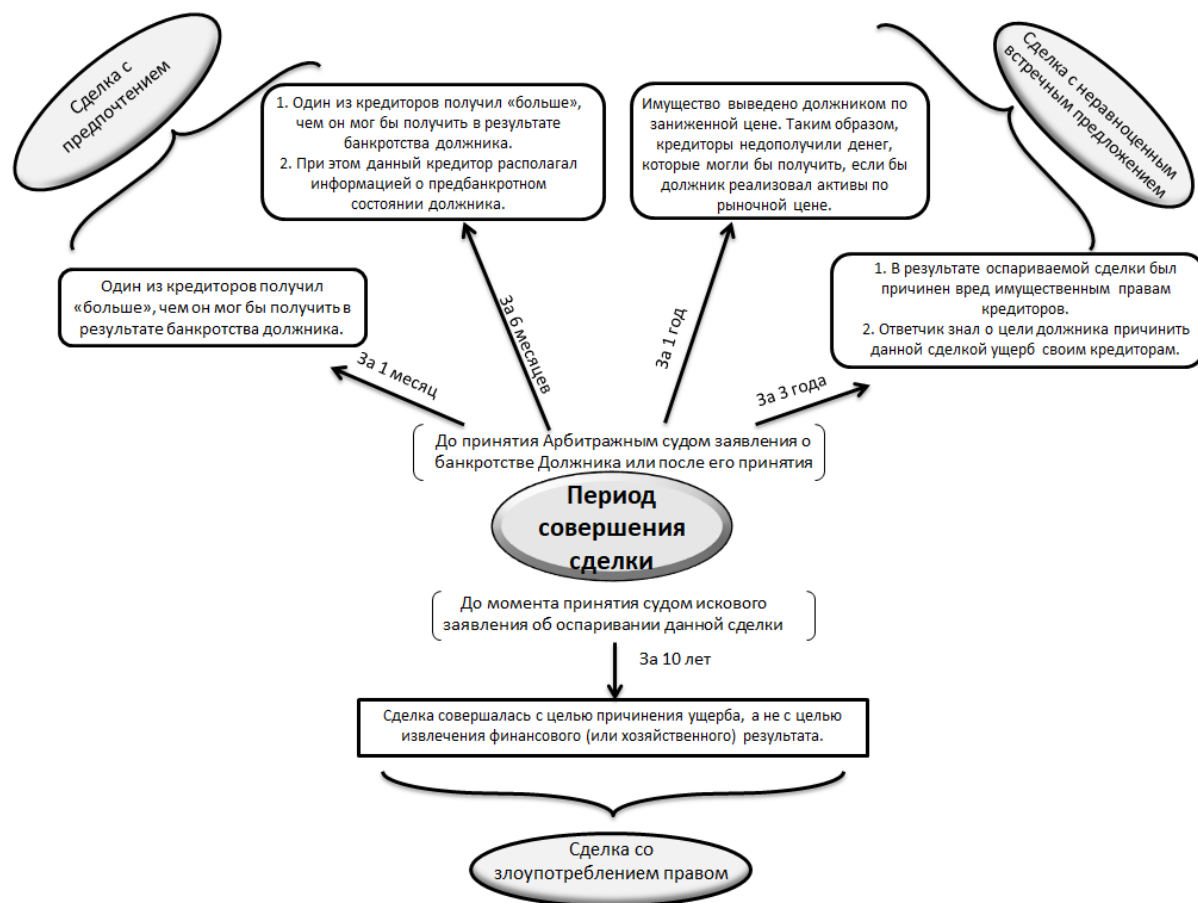 Сделка с
предпочтением
1. Один из кредиторов получил «больше»,
чем он мог бы получить в результате
банкротства должника.
2. При этом данный кредитор располагал
информацией о предбанкротном
состоянии должника.
Имущество выведено должником по
заниженной цене. Таким образом,
кредиторы недополучили денег,
которые могли бы получить, если бы
должник реализовал активы по
рыночной цене.
Сделка с неравноценным
встречным предложением
Один из кредиторов получил
«больше», чем он мог бы получить в
результате банкротства должника.
1. В результате оспариваемой сделки был
причинен вред имущественным правам
кредиторов.
2. Ответчик знал о цели должника причинить
данной сделкой ущерб своим кредиторам.
За 1 месяц
За 6 месяцев
За 1 год
За 3 года
До принятия Арбитражным судом заявления о
банкротстве Должника или после его принятия
Период
совершения
сделки
До момента принятия судом искового
заявления об оспаривании данной сделки
За 10 лет
Сделка совершалась с целью причинения ущерба, а не с целью
извлечения финансового (или хозяйственного) результата.
Сделка со
злоупотреблением правом